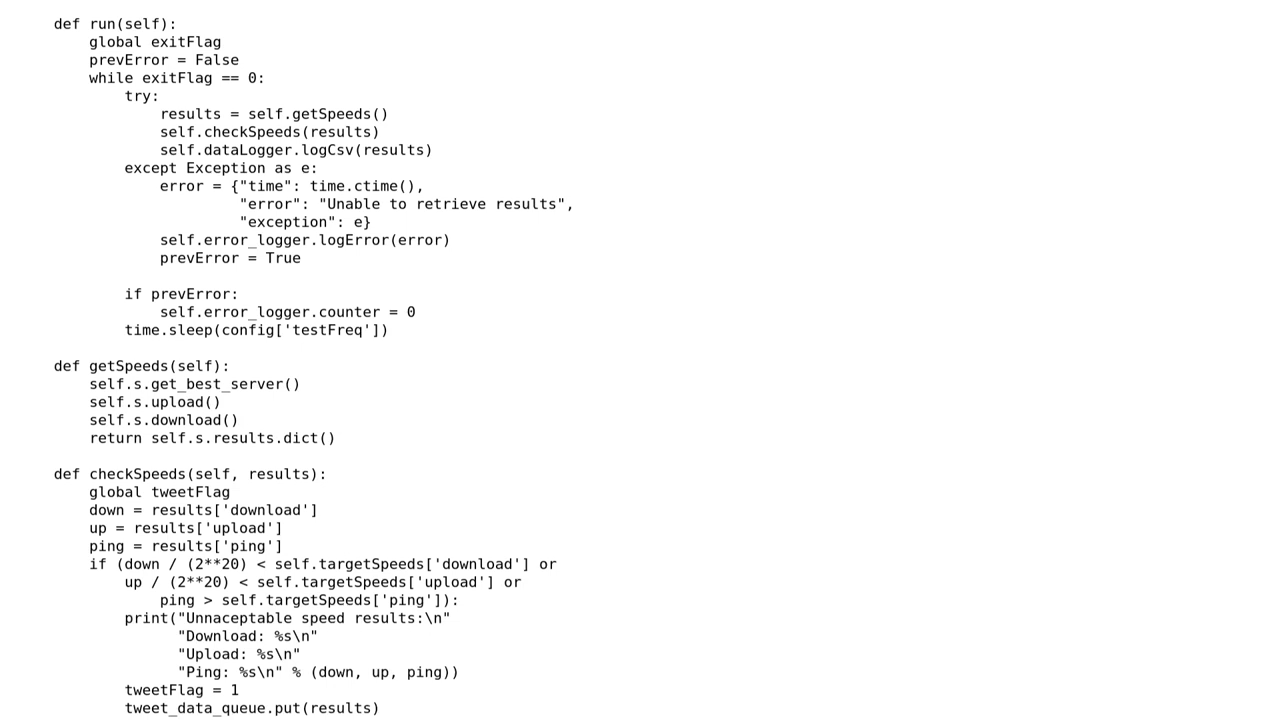 def run(self):
    global exitFlag
    prevError = False
    while exitFlag == 0:
        try:
            results = self.getSpeeds()
            self.checkSpeeds(results)
            self.dataLogger.logCsv(results)
        except Exception as e:
            error = {"time": time.ctime(),
                     "error": "Unable to retrieve results",
                     "exception": e}
            self.error_logger.logError(error)
            prevError = True

        if prevError:
            self.error_logger.counter = 0
        time.sleep(config['testFreq'])

def getSpeeds(self):
    self.s.get_best_server()
    self.s.upload()
    self.s.download()
    return self.s.results.dict()

def checkSpeeds(self, results):
    global tweetFlag
    down = results['download']
    up = results['upload']
    ping = results['ping']
    if (down / (2**20) < self.targetSpeeds['download'] or
        up / (2**20) < self.targetSpeeds['upload'] or
            ping > self.targetSpeeds['ping']):
        print("Unnaceptable speed results:\n"
              "Download: %s\n"
              "Upload: %s\n"
              "Ping: %s\n" % (down, up, ping))
        tweetFlag = 1
        tweet_data_queue.put(results)